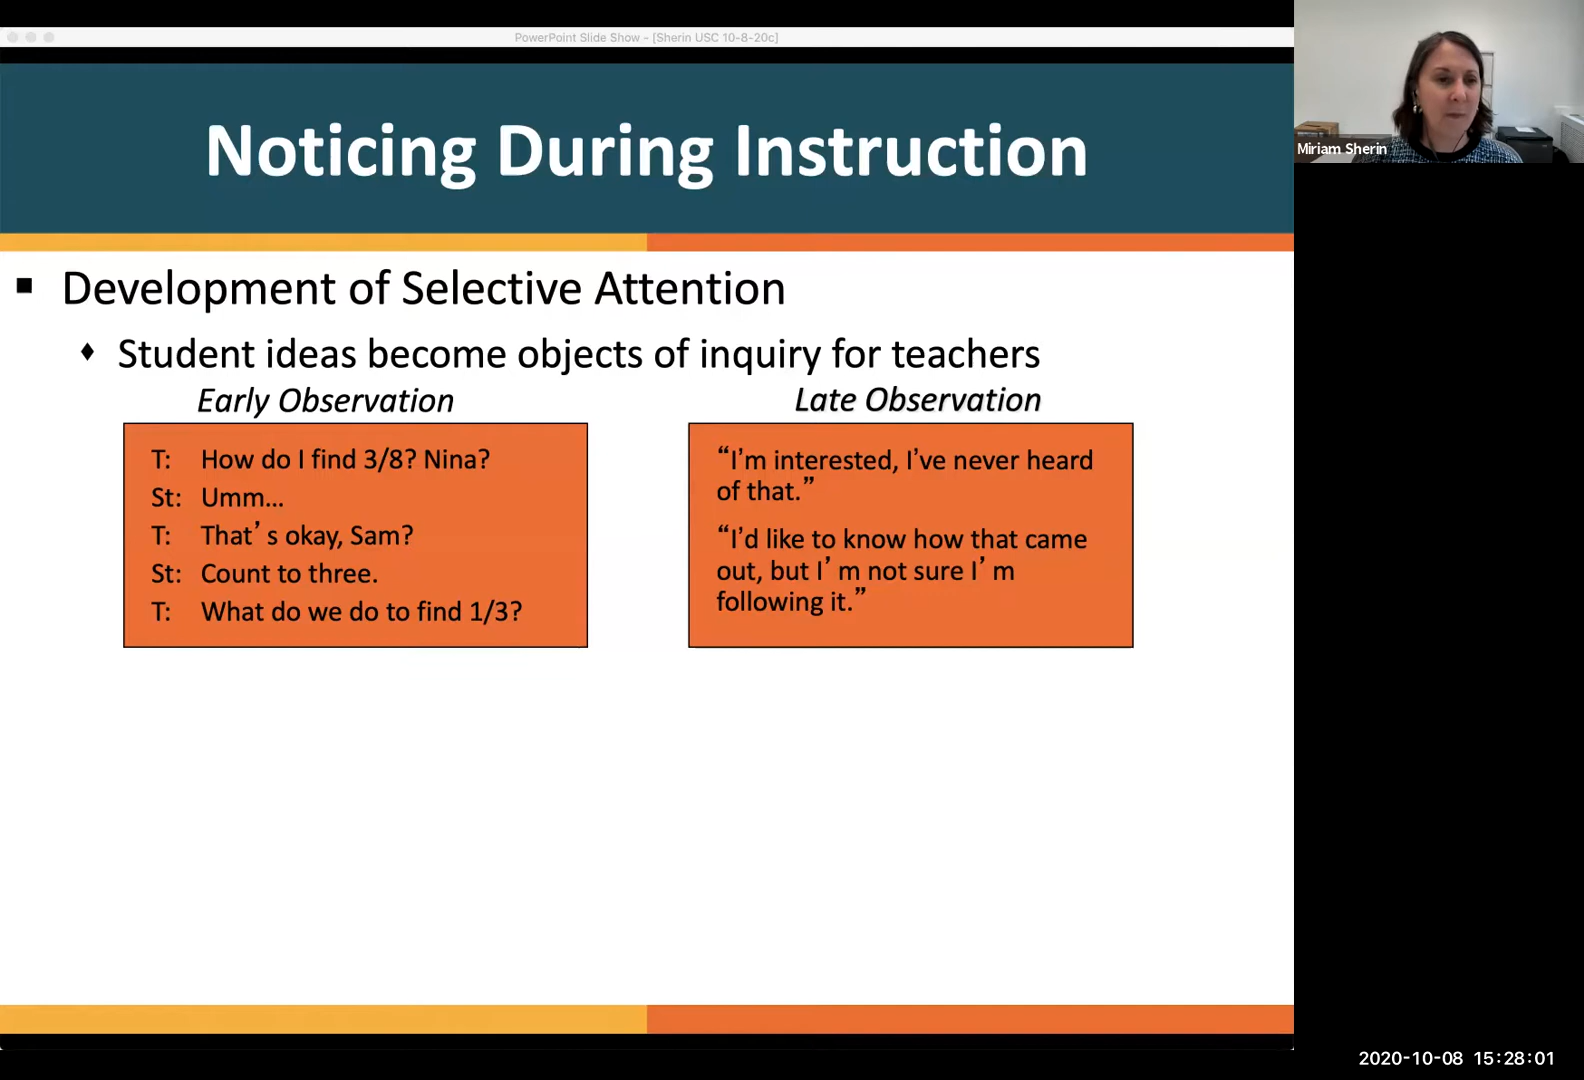 PowerPoint Slide Show - [Sherin USC 10-8-20c]
Miriam Sherin
Noticing During Instruction
▪ Development of Selective Attention
♦ Student ideas become objects of inquiry for teachers
Early Observation
T: How do I find 3/8? Nina?
St: Umm...
T: That’s okay, Sam?
St: Count to three.
T: What do we do to find 1/3?
Late Observation
“I’m interested, I’ve never heard
of that.”
“I’d like to know how that came
out, but I’m not sure I’m
following it.”
2020-10-08 15:28:01